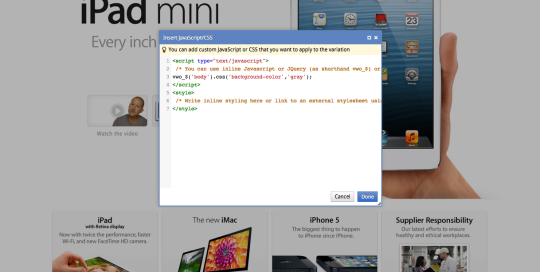 iPad mini
Every inch
Insert JavaScript/CSS
You can add custom JavaScript or CSS that you want to apply to the variation
1 <script type="text/javascript">
2 /* You can use inline Javascript or JQuery (as shorthand vwo_$) or
3 vwo_$('body').css('background-color','gray');
4 </script>
5 <style>
6 /* Write inline styling here or link to an external stylesheet usin
7 </style>
Watch the video
Cancel
Done
iPad
with Retina display
Now with twice the performance, faster
Wi-Fi, and new FaceTime HD camera.
The new iMac
iPhone 5
The biggest thing to happen
to iPhone since iPhone.
Supplier Responsibility
Our latest efforts to ensure
healthy and ethical workplaces.